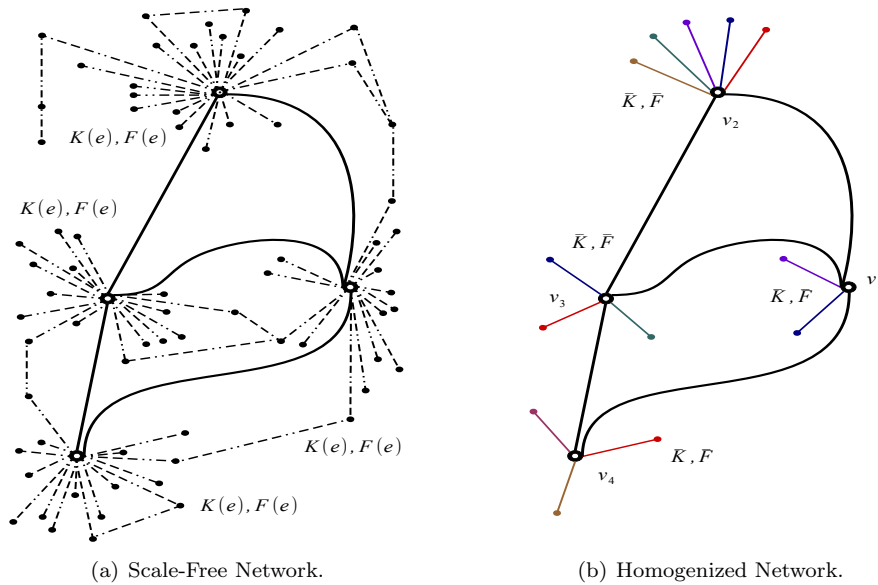 K(e), F(e)
K(e), F(e)
K(e), F(e)
K(e), F(e)
(a) Scale-Free Network.
K̄, F̄
v₂
K̄, F̄
v₃
K̄, F̄
v
K, F
v₄
(b) Homogenized Network.